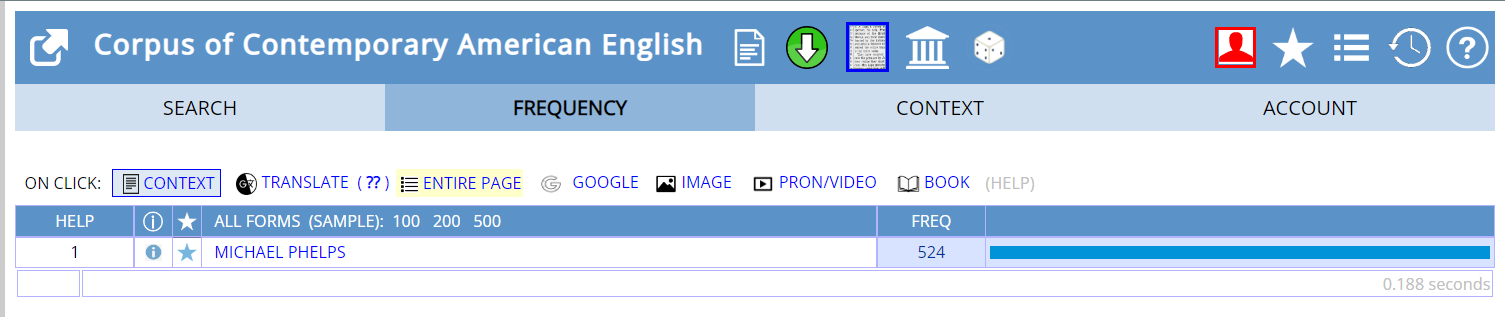 Corpus of Contemporary American English
SEARCH FREQUENCY CONTEXT ACCOUNT
ON CLICK: CONTEXT TRANSLATE ( ?? ) ENTIRE PAGE GOOGLE IMAGE PRON/VIDEO BOOK (HELP)
HELP ALL FORMS (SAMPLE): 100 200 500 FREQ
1 MICHAEL PHELPS 524
0.188 seconds